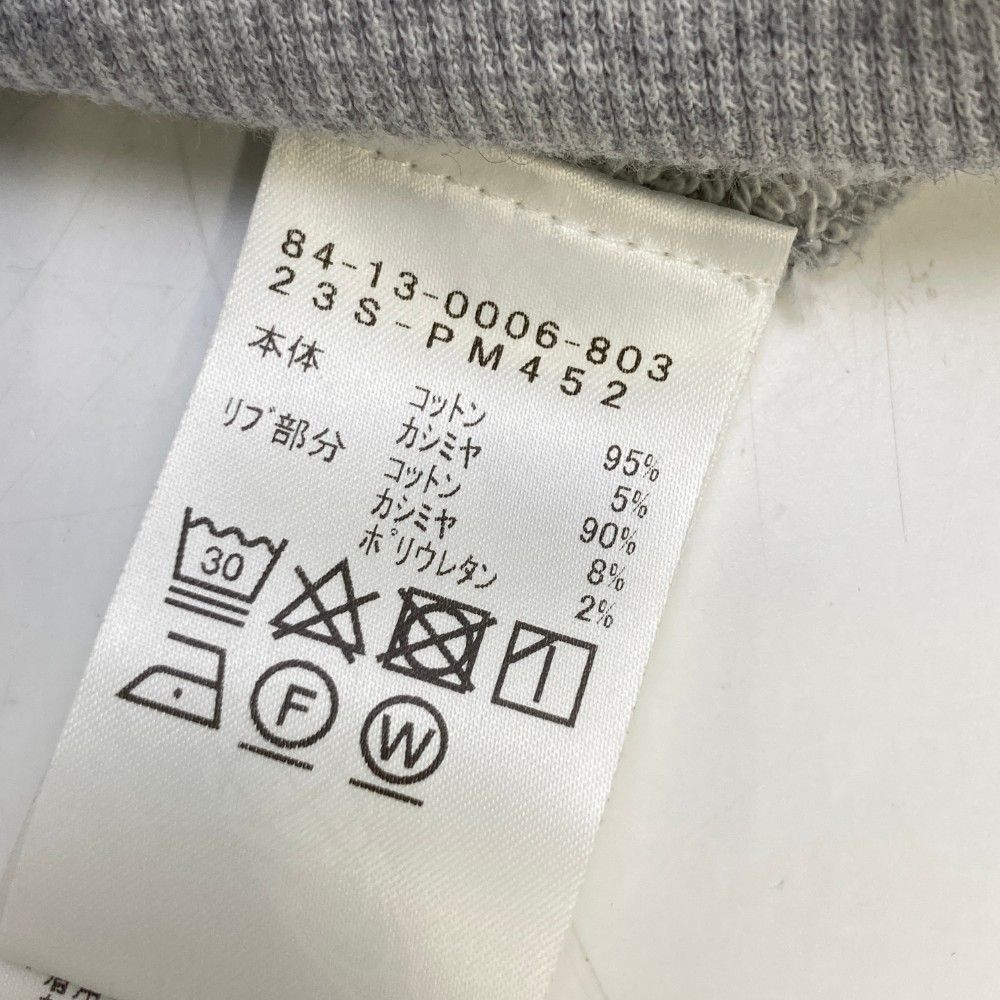 84-13-0006-803
23S-PM452
本体 コットン 95%
カシミヤ 5%
リブ部分 コットン 90%
カシミヤ 8%
ポリウレタン 2%
30
F
W
着用